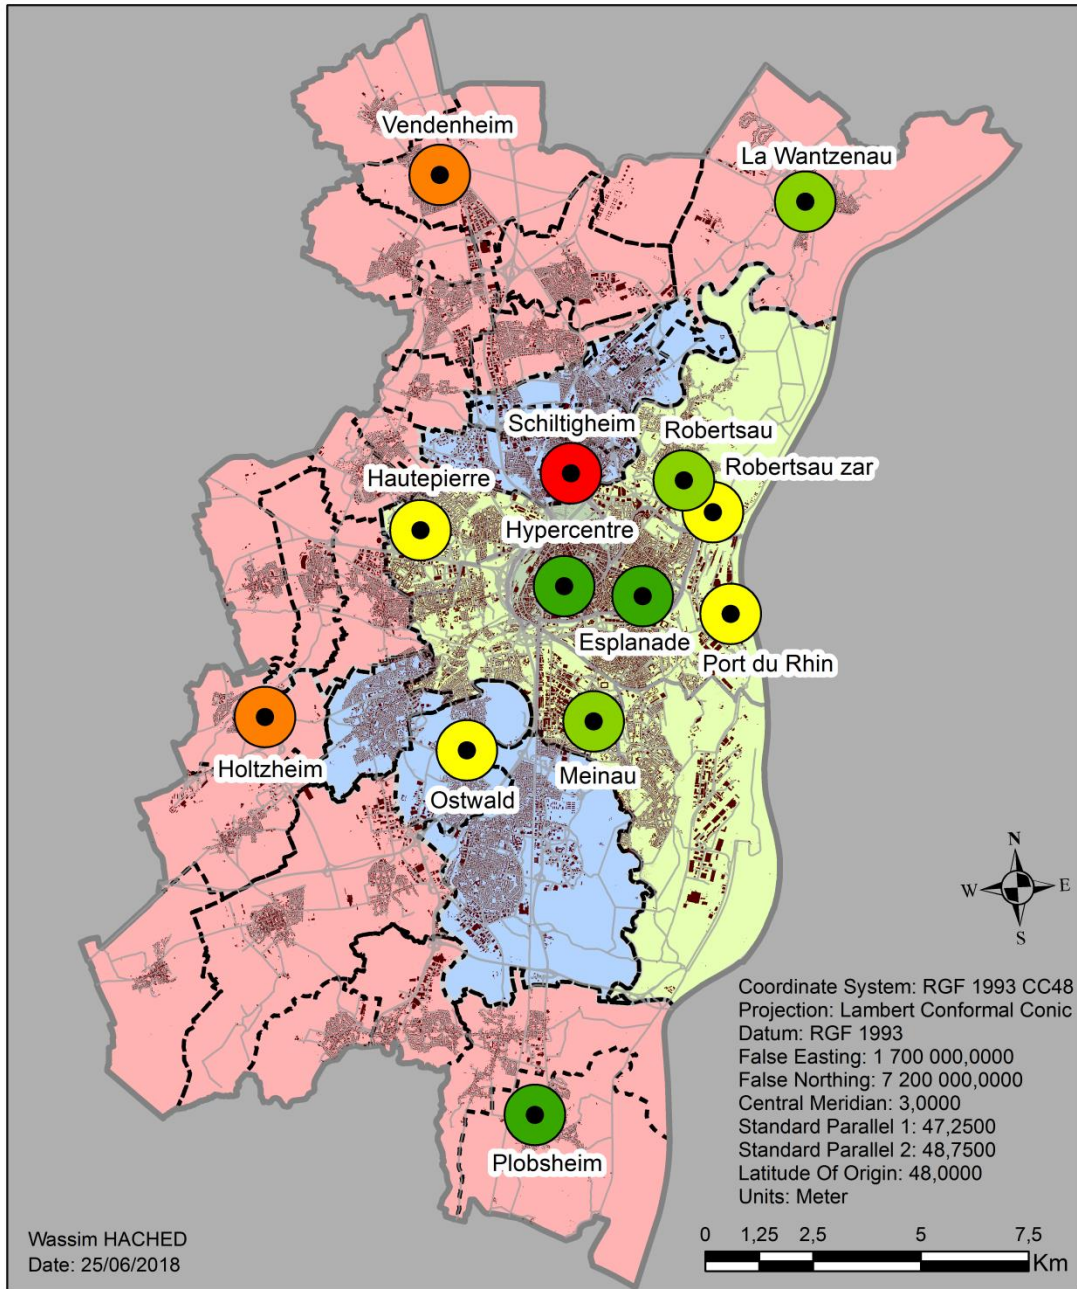 Vendenheim
La Wantzenau
Schiltigheim
Robertsau
Robertsau zar
Hautepierre
Hypercentre
Esplanade
Port du Rhin
Holtzheim
Ostwald
Meinau
N
W E
S
Coordinate System: RGF 1993 CC48
Projection: Lambert Conformal Conic
Datum: RGF 1993
False Easting: 1 700 000,0000
False Northing: 7 200 000,0000
Central Meridian: 3,0000
Standard Parallel 1: 47,2500
Standard Parallel 2: 48,7500
Latitude Of Origin: 48,0000
Units: Meter
Plobsheim
Wassim HACHED
Date: 25/06/2018
0 1,25 2,5 5 7,5
Km